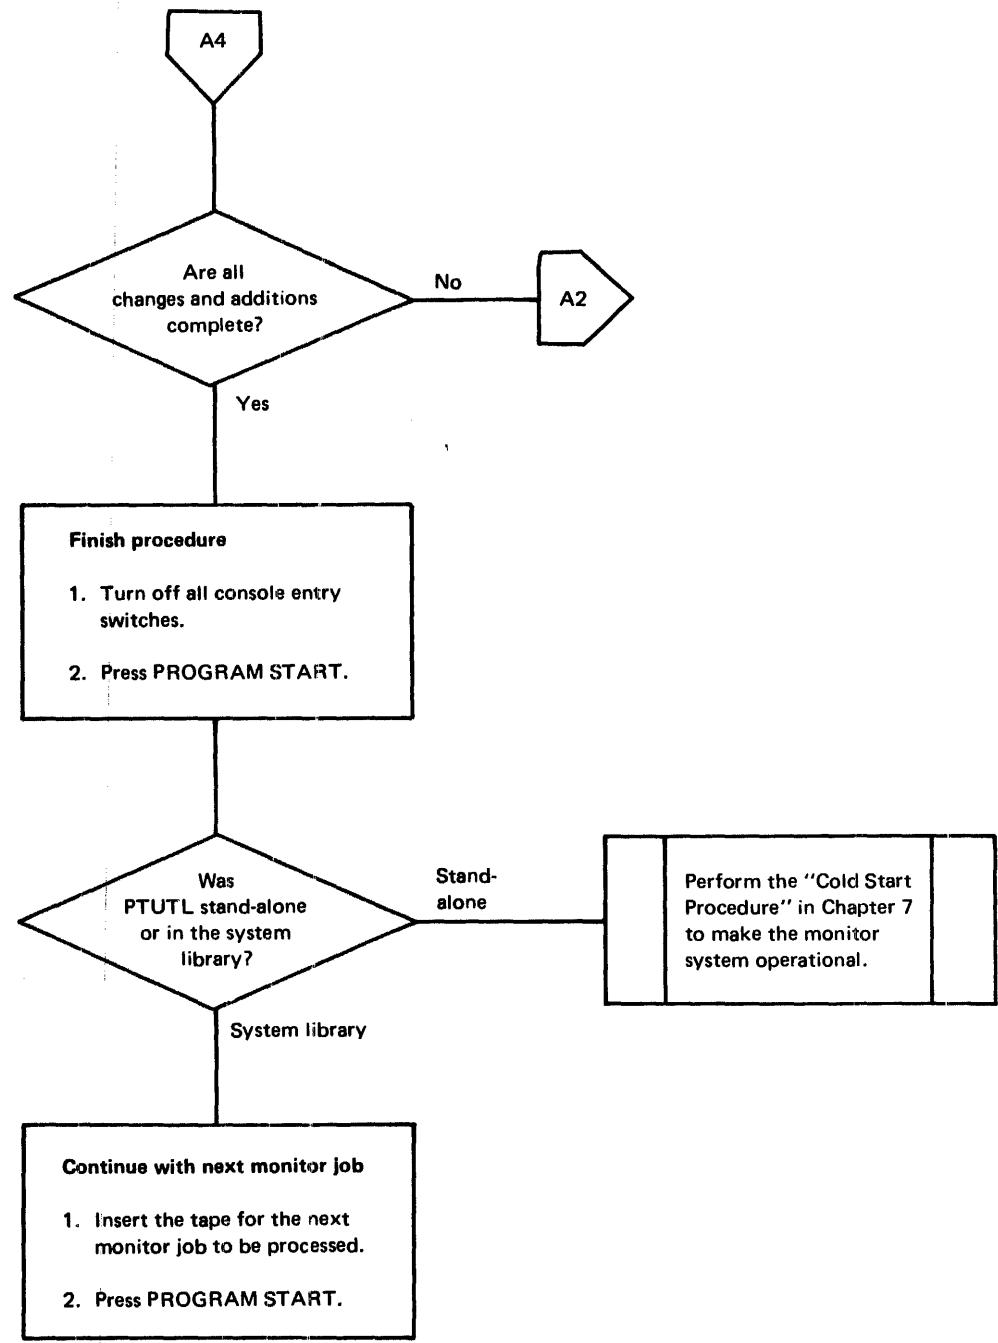 A4
Are all
changes and additions
complete?
No
A2
Yes
Finish procedure
1. Turn off all console entry
switches.
2. Press PROGRAM START.
Was
PTUTL stand-alone
or in the system
library?
Stand-
alone
Perform the "Cold Start
Procedure" in Chapter 7
to make the monitor
system operational.
System library
Continue with next monitor job
1. Insert the tape for the next
monitor job to be processed.
2. Press PROGRAM START.